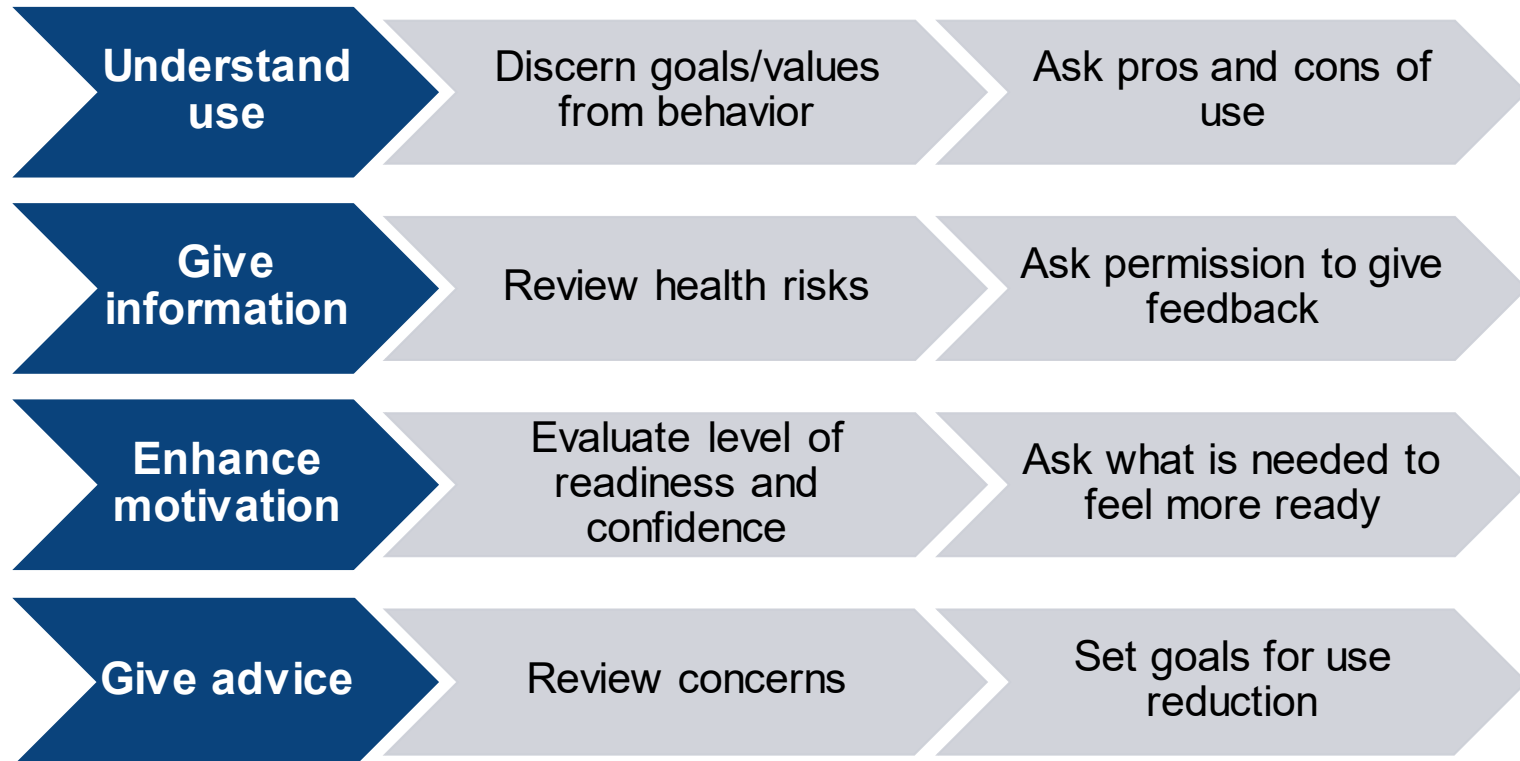 Understand
use
Discern goals/values
from behavior
Ask pros and cons of
use
Give
information
Review health risks
Ask permission to give
feedback
Enhance
motivation
Evaluate level of
readiness and
confidence
Ask what is needed to
feel more ready
Give advice
Review concerns
Set goals for use
reduction